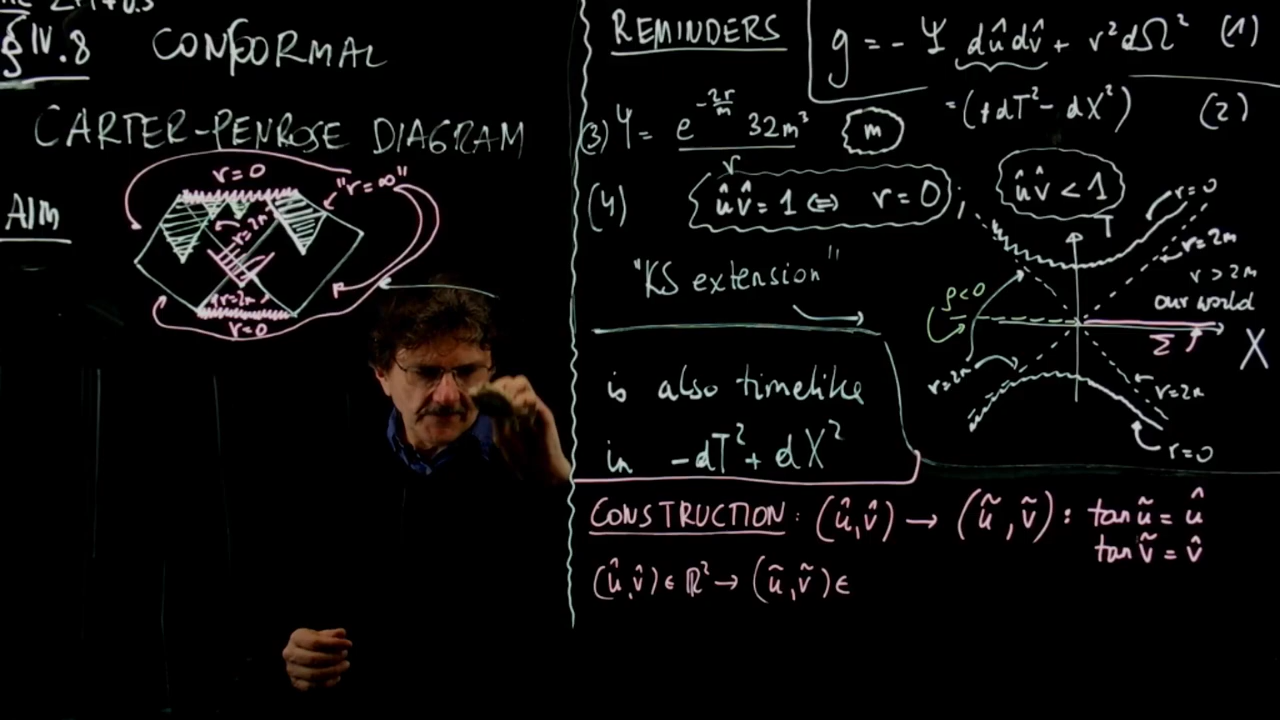 § IV.8 CONFORMAL
CARTER-PENROSE DIAGRAM
AIM
r=0
"r=∞"
r=2m
r=2m
r=0
REMINDERS
g = - Ψ dûdv̂ + r²dΩ² (1)
= (+dT² - dX²) (2)
(3) Ψ = e^{-2r/m} 32m³ / r
m
(4) ûv̂ = 1 ⇔ r = 0 ; ûv̂ < 1
"KS extension"
is also timelike
in -dT² + dX²
T
r=0
r=2m
r>2m
our world
ρ<0
Σ
X
r=2m
r=2m
r=0
CONSTRUCTION : (û,v̂) → (ũ,ṽ) : tan ũ = û
tan ṽ = v̂
(û,v̂) ∈ ℝ² → (ũ,ṽ) ∈